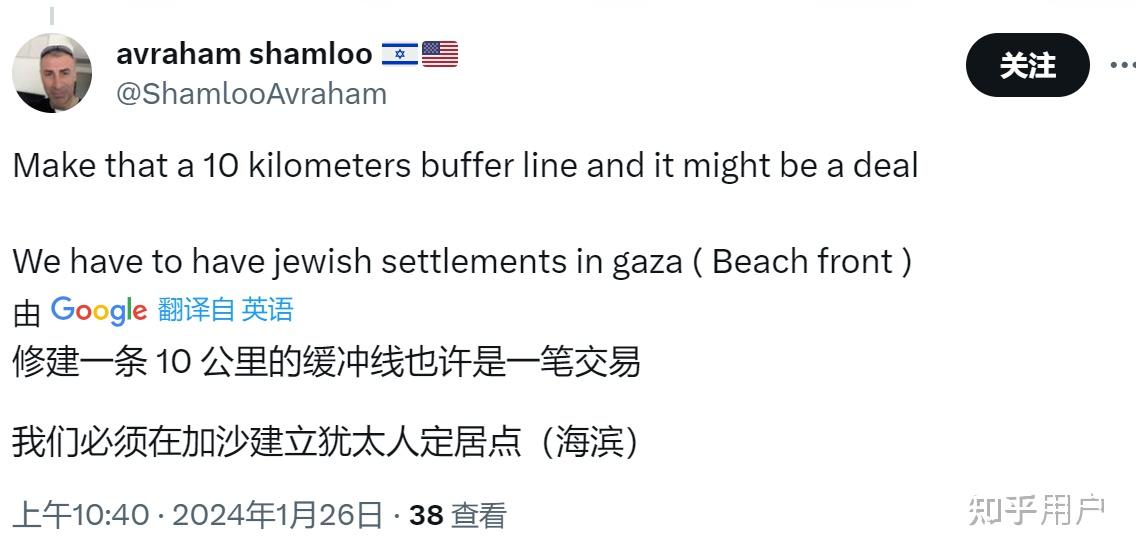 avraham shamloo
@ShamlooAvraham
关注
Make that a 10 kilometers buffer line and it might be a deal
We have to have jewish settlements in gaza ( Beach front )
由 Google 翻译自 英语
修建一条 10 公里的缓冲线也许是一笔交易
我们必须在加沙建立犹太人定居点（海滨）
上午10:40 · 2024年1月26日 · 38 查看
知乎用户